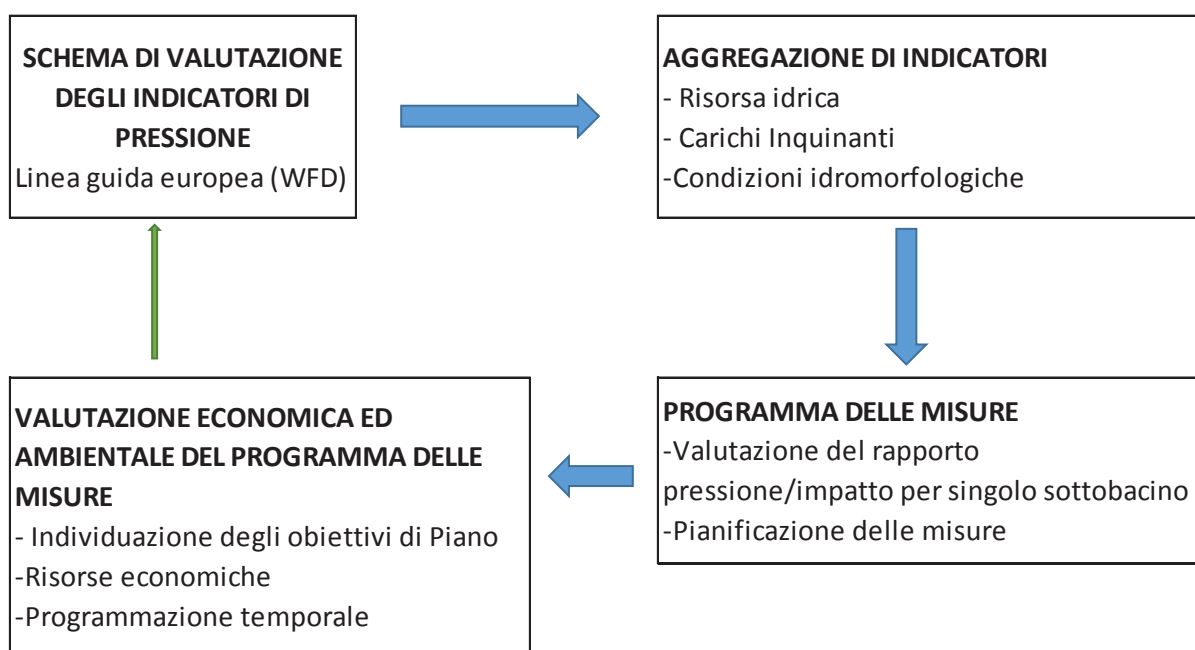 SCHEMA DI VALUTAZIONE
DEGLI INDICATORI DI
PRESSIONE
Linea guida europea (WFD)
AGGREGAZIONE DI INDICATORI
- Risorsa idrica
- Carichi Inquinanti
-Condizioni idromorfologiche
PROGRAMMA DELLE MISURE
-Valutazione del rapporto
pressione/impatto per singolo sottobacino
-Pianificazione delle misure
VALUTAZIONE ECONOMICA ED
AMBIENTALE DEL PROGRAMMA DELLE
MISURE
- Individuazione degli obiettivi di Piano
-Risorse economiche
-Programmazione temporale